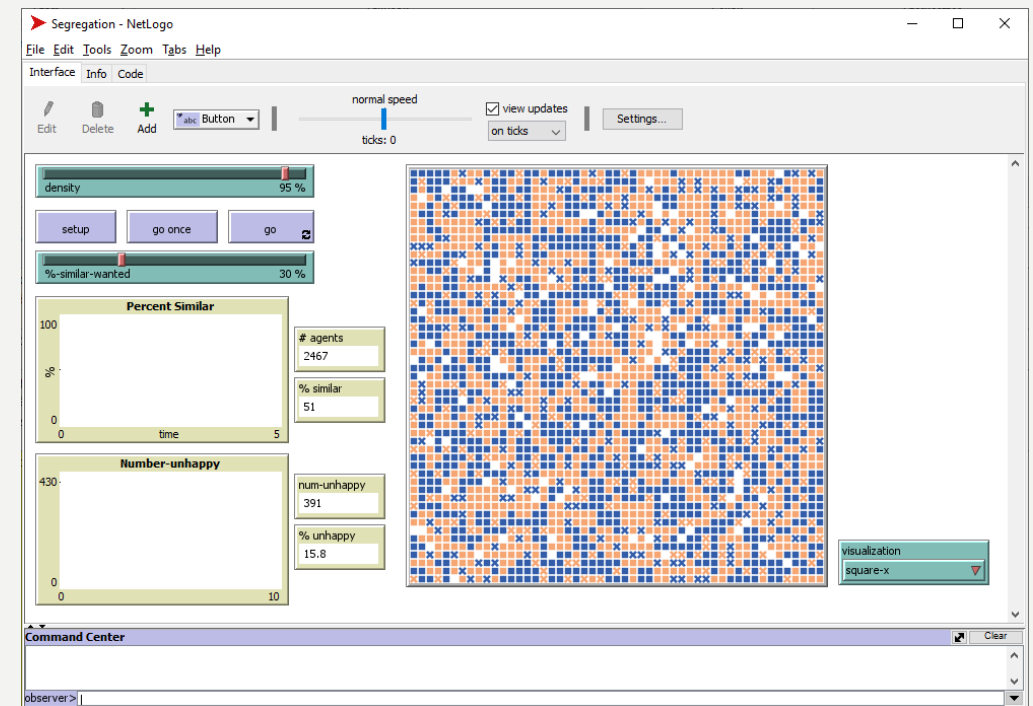 Segregation - NetLogo
File Edit Tools Zoom Tabs Help
Interface Info Code
normal speed
Edit Delete Add abc Button
ticks: 0
view updates
on ticks
Settings...
density 95 %
setup go once go
%-similar-wanted 30 %
Percent Similar
100
%
0
0 time 5
# agents
2467
% similar
51
Number-unhappy
430
0
0 10
num-unhappy
391
% unhappy
15.8
visualization
square-x
Command Center Clear
observer>